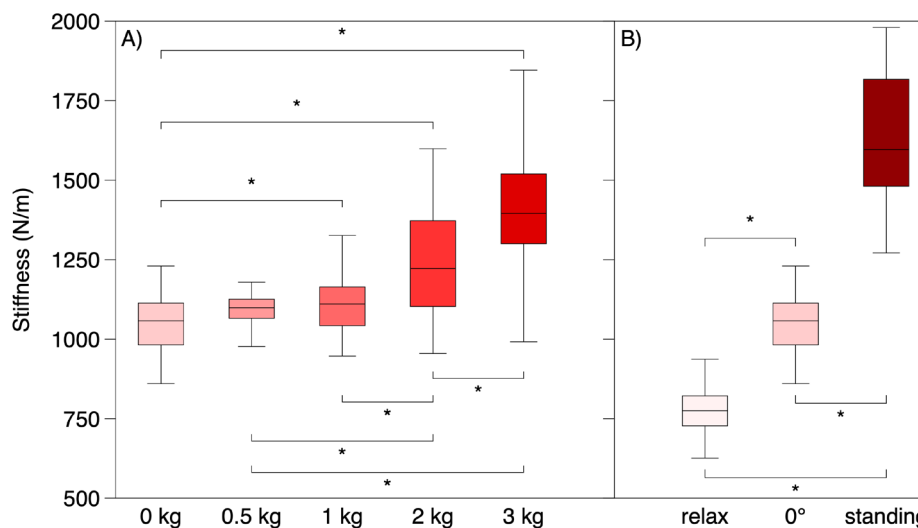 2000
1750
1500
1250
1000
750
500
Stiffness (N/m)
A)
*
*
*
*
*
*
*
0 kg
0.5 kg
1 kg
2 kg
3 kg
B)
*
*
*
relax
0°
standing